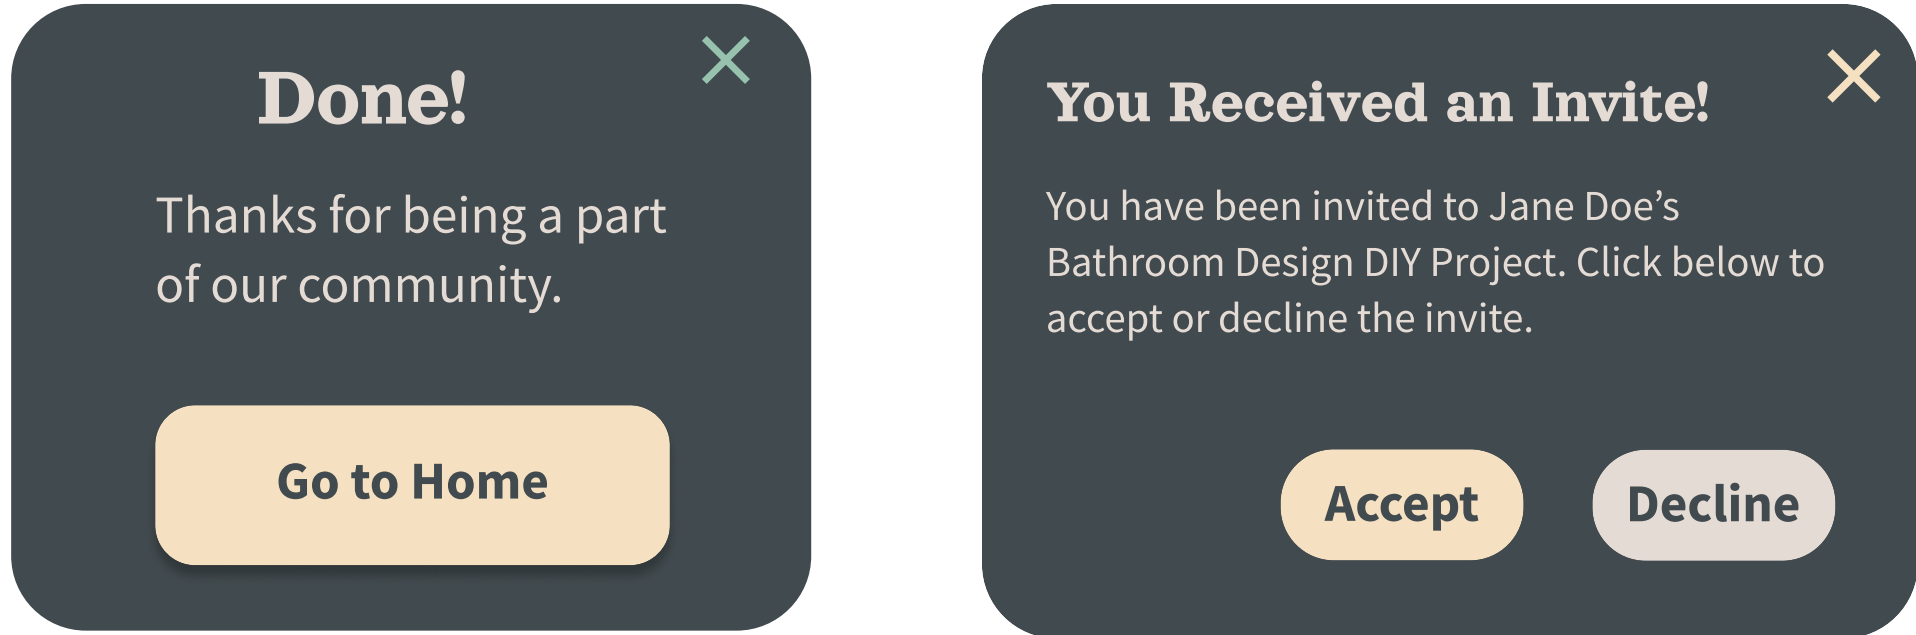 Done!
Thanks for being a part
of our community.
Go to Home
You Received an Invite!
You have been invited to Jane Doe’s
Bathroom Design DIY Project. Click below to
accept or decline the invite.
Accept
Decline